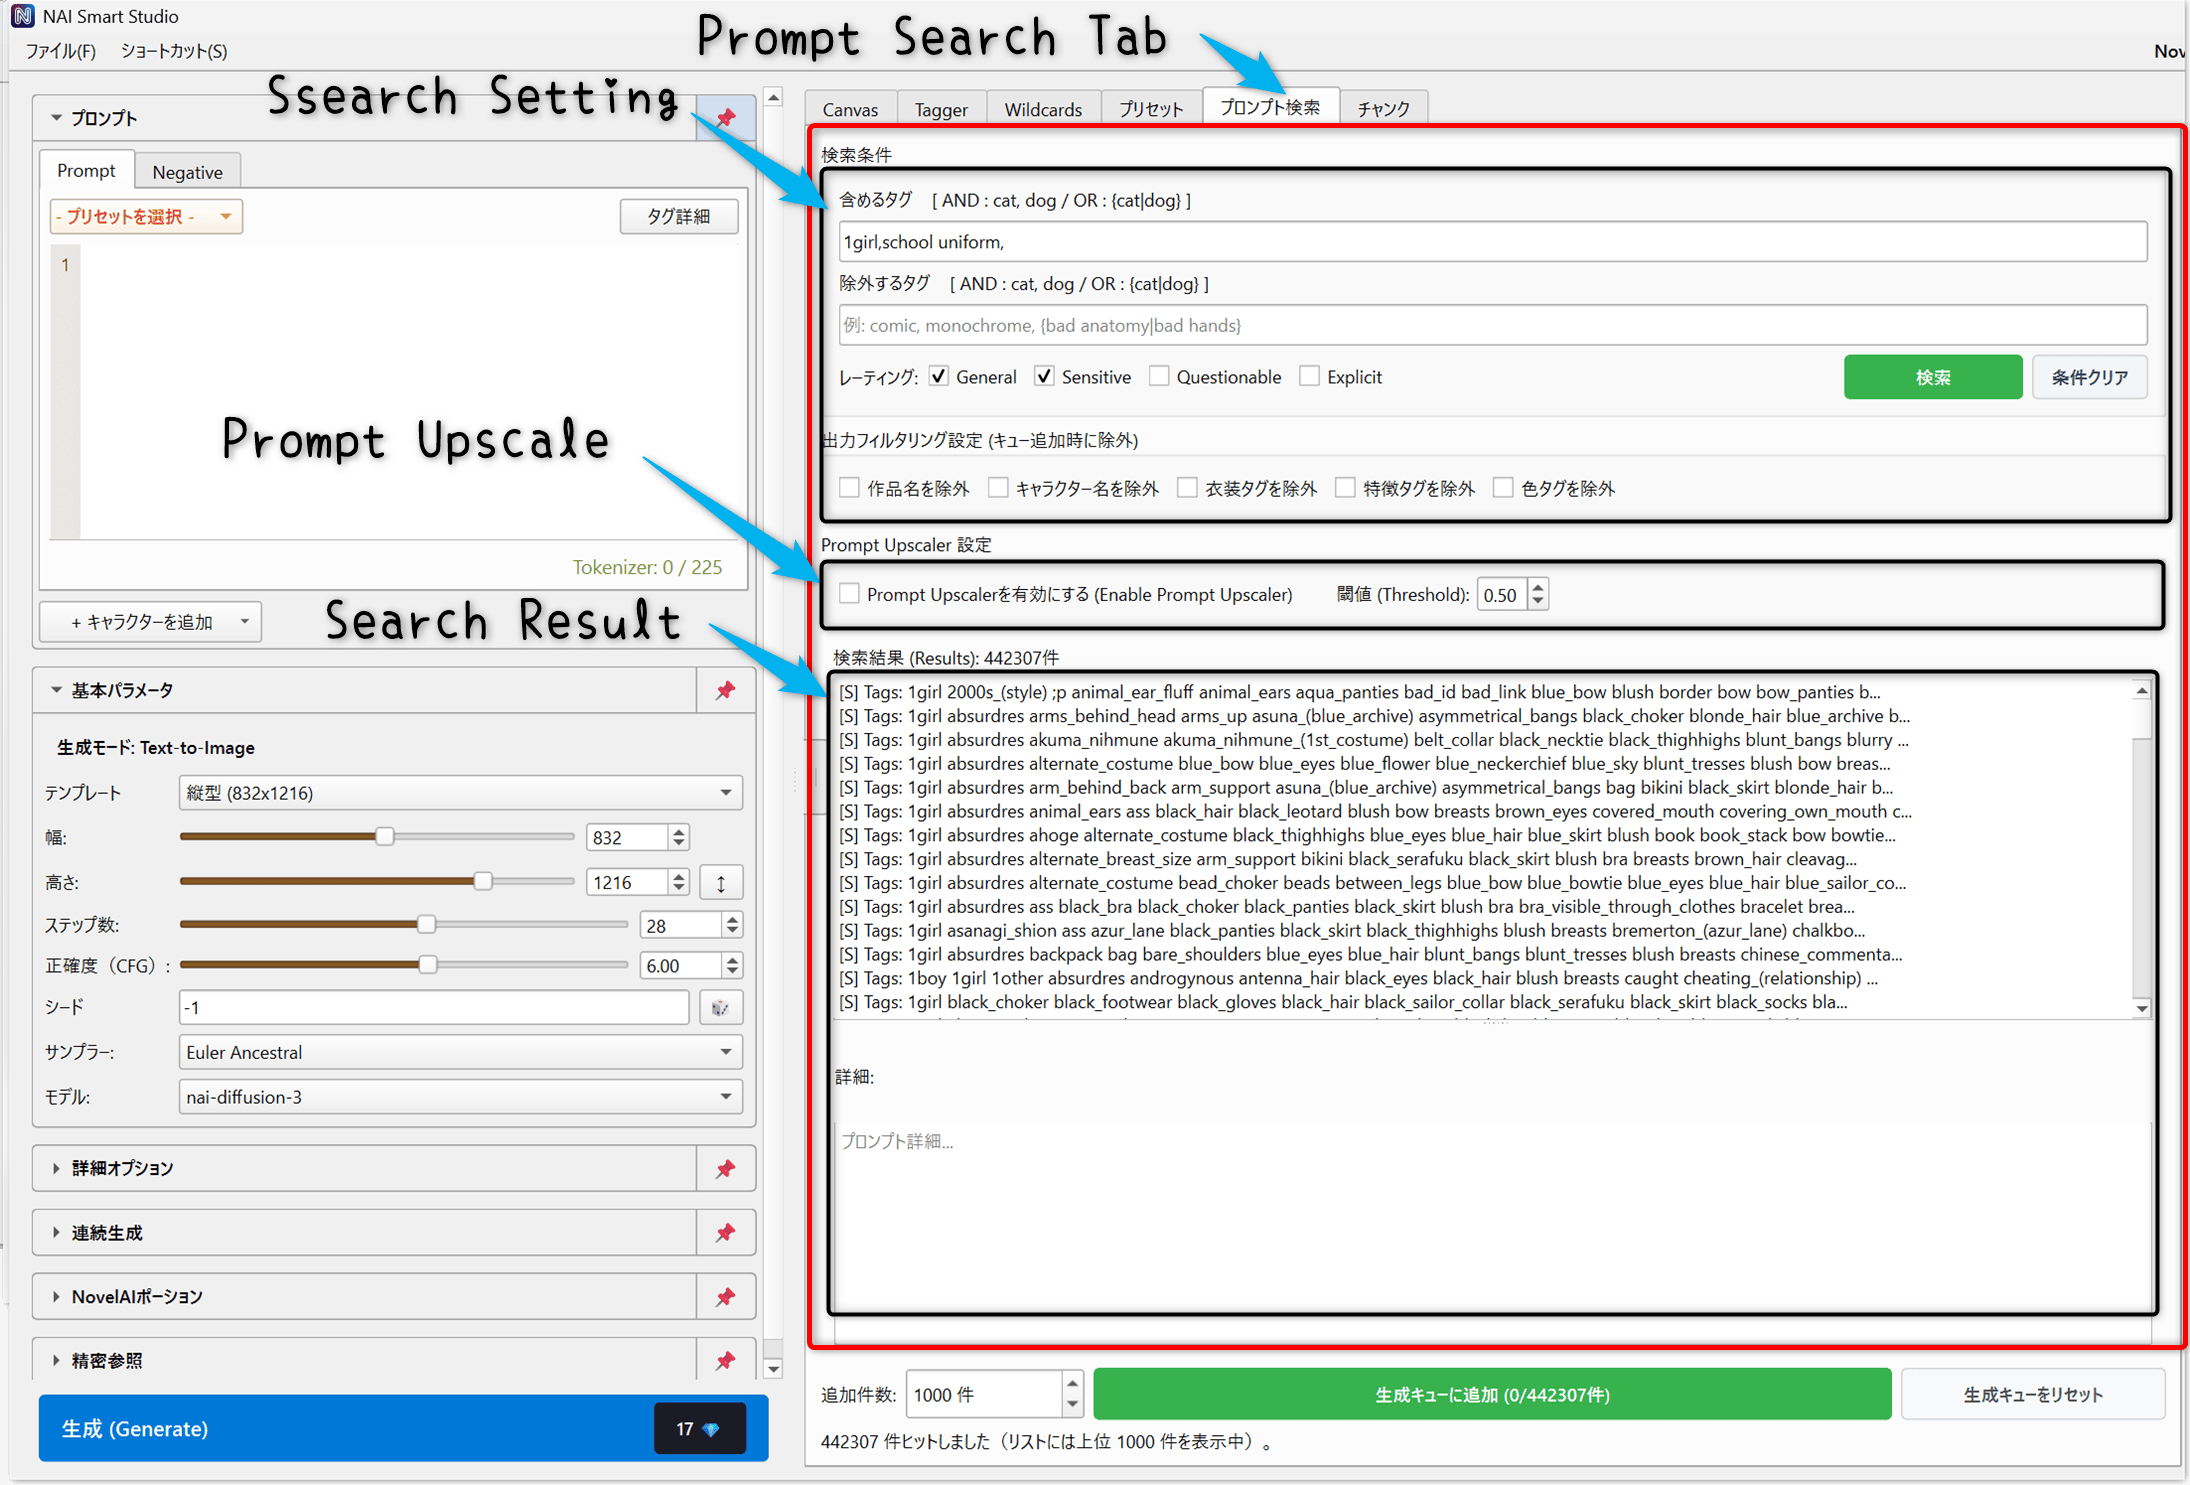 NAI Smart Studio
ファイル(F) ショートカット(S)
Nov
Prompt Search Tab
Ssearch Setting
Prompt Upscale
Search Result
プロンプト
Prompt Negative
- プリセットを選択 - タグ詳細
1
Tokenizer: 0 / 225
+ キャラクターを追加
基本パラメータ
生成モード: Text-to-Image
テンプレート 縦型 (832x1216)
幅: 832
高さ: 1216
ステップ数: 28
正確度（CFG）: 6.00
シード -1
サンプラー: Euler Ancestral
モデル: nai-diffusion-3
詳細オプション
連続生成
NovelAIポーション
精密参照
生成 (Generate) 17
Canvas Tagger Wildcards プリセット プロンプト検索 チャンク
検索条件
含めるタグ [ AND : cat, dog / OR : {cat|dog} ]
1girl,school uniform,
除外するタグ [ AND : cat, dog / OR : {cat|dog} ]
例: comic, monochrome, {bad anatomy|bad hands}
レーティング: General Sensitive Questionable Explicit 検索 条件クリア
出力フィルタリング設定 (キュー追加時に除外)
作品名を除外 キャラクター名を除外 衣装タグを除外 特徴タグを除外 色タグを除外
Prompt Upscaler 設定
Prompt Upscalerを有効にする (Enable Prompt Upscaler) 閾値 (Threshold): 0.50
検索結果 (Results): 442307件
[S] Tags: 1girl 2000s_(style) ;p animal_ear_fluff animal_ears aqua_panties bad_id bad_link blue_bow blush border bow bow_panties b...
[S] Tags: 1girl absurdres arms_behind_head arms_up asuna_(blue_archive) asymmetrical_bangs black_choker blonde_hair blue_archive b...
[S] Tags: 1girl absurdres akuma_nihmune akuma_nihmune_(1st_costume) belt_collar black_necktie black_thighhighs blunt_bangs blurry ...
[S] Tags: 1girl absurdres alternate_costume blue_bow blue_eyes blue_flower blue_neckerchief blue_sky blunt_tresses blush bow breas...
[S] Tags: 1girl absurdres arm_behind_back arm_support asuna_(blue_archive) asymmetrical_bangs bag bikini black_skirt blonde_hair b...
[S] Tags: 1girl absurdres animal_ears ass black_hair black_leotard blush bow breasts brown_eyes covered_mouth covering_own_mouth c...
[S] Tags: 1girl absurdres ahoge alternate_costume black_thighhighs blue_eyes blue_hair blue_skirt blush book book_stack bow bowtie...
[S] Tags: 1girl absurdres alternate_breast_size arm_support bikini black_serafuku black_skirt blush bra breasts brown_hair cleavag...
[S] Tags: 1girl absurdres alternate_costume bead_choker beads between_legs blue_bow blue_bowtie blue_eyes blue_hair blue_sailor_co...
[S] Tags: 1girl absurdres ass black_bra black_choker black_panties black_skirt blush bra bra_visible_through_clothes bracelet brea...
[S] Tags: 1girl asanagi_shion ass azur_lane black_panties black_skirt black_thighhighs blush breasts bremerton_(azur_lane) chalkbo...
[S] Tags: 1girl absurdres backpack bag bare_shoulders blue_eyes blue_hair blunt_bangs blunt_tresses blush breasts chinese_commenta...
[S] Tags: 1boy 1girl 1other absurdres androgynous antenna_hair black_eyes black_hair blush breasts caught cheating_(relationship) ...
[S] Tags: 1girl black_choker black_footwear black_gloves black_hair black_sailor_collar black_serafuku black_skirt black_socks bla...
詳細:
プロンプト詳細...
追加件数: 1000 件 生成キューに追加 (0/442307件) 生成キューをリセット
442307 件ヒットしました（リストには上位 1000 件を表示中）。